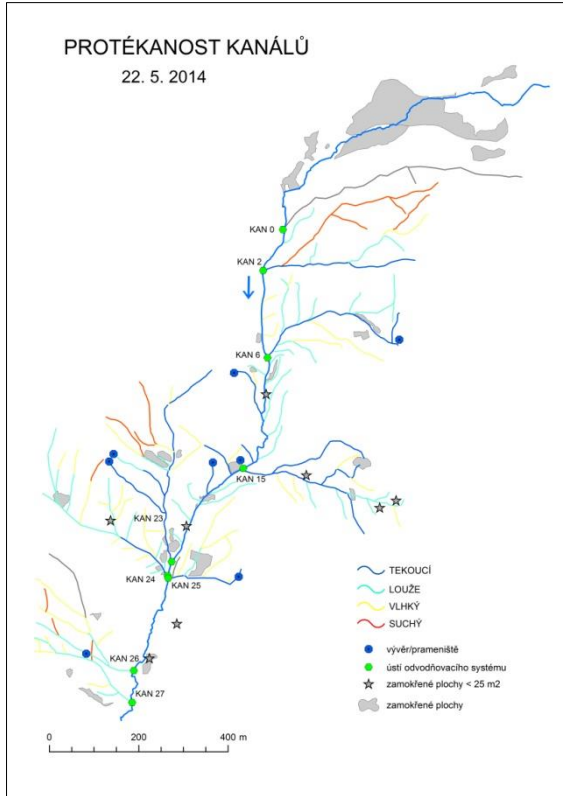 PROTÉKANOST KANÁLŮ
22. 5. 2014
KAN 0
KAN 2
KAN 6
KAN 15
KAN 23
KAN 24
KAN 25
KAN 26
KAN 27
TEKOUCÍ
LOUŽE
VLHKÝ
SUCHÝ
vývěr/prameniště
ústí odvodňovacího systému
zamokřené plochy < 25 m2
zamokřené plochy
0 200 400 m